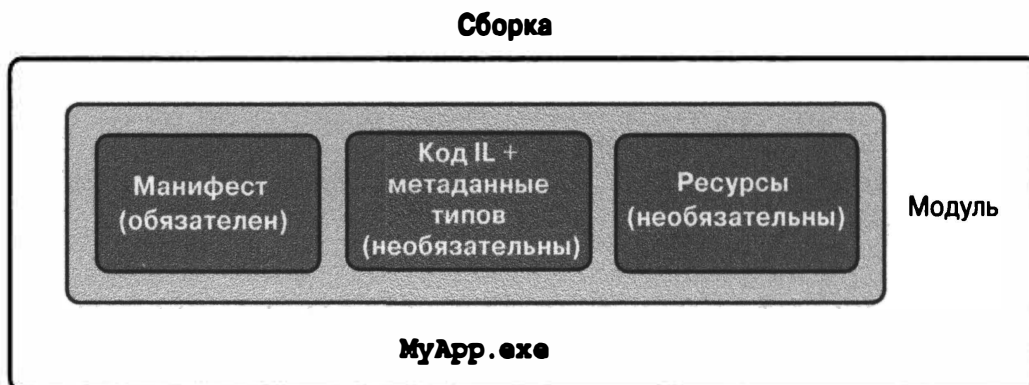 Сборка
Манифест
(обязателен)
Код IL +
метаданные
типов
(необязательны)
Ресурсы
(необязательны)
Модуль
MyApp.exe